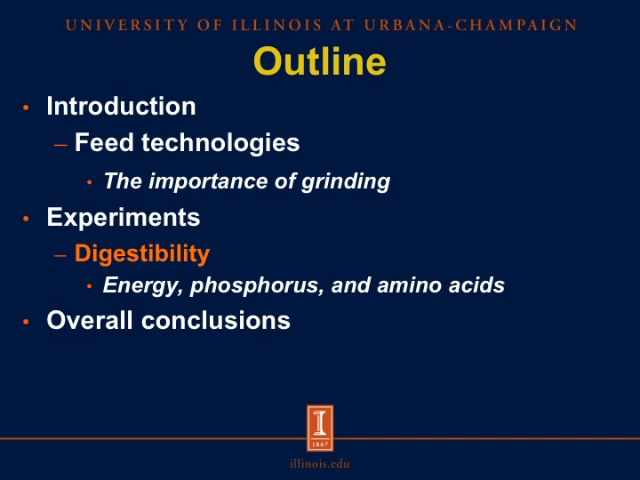 UNIVERSITY OF ILLINOIS AT URBANA-CHAMPAIGN
Outline
• Introduction
– Feed technologies
• The importance of grinding
• Experiments
– Digestibility
• Energy, phosphorus, and amino acids
• Overall conclusions
I
1867
illinois.edu